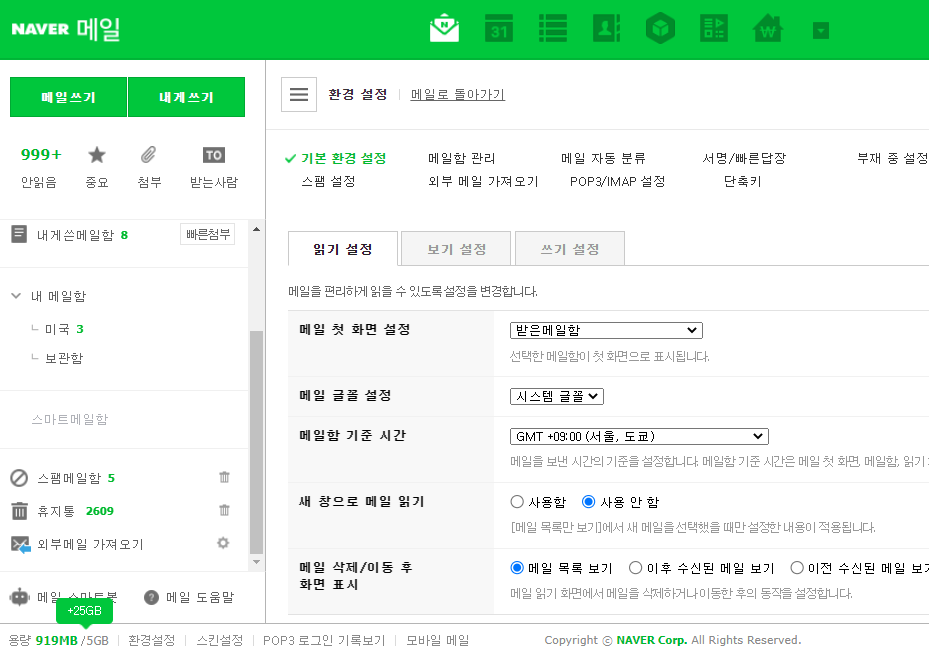 NAVER 메일
31
N
W
메일쓰기
내게쓰기
환경 설정
메일로 돌아가기
999+
TO
안읽음
중요
첨부
받는사람
기본 환경 설정
메일함 관리
메일 자동 분류
서명/빠른답장
부재 중 설정
스팸 설정
외부 메일 가져오기
POP3/IMAP 설정
단축키
내게쓴메일함 8
빠른첨부
내 메일함
미국 3
보관함
스마트메일함
스팸메일함 5
휴지통 2609
외부메일 가져오기
메일 스마트봇
? 메일 도움말
+25GB
읽기 설정
보기 설정
쓰기 설정
메일을 편리하게 읽을 수 있도록 설정을 변경합니다.
메일 첫 화면 설정
받은메일함
선택한 메일함이 첫 화면으로 표시됩니다.
메일 글꼴 설정
시스템 글꼴
메일함 기준 시간
GMT +09:00 (서울, 도쿄)
메일을 보낸 시간의 기준을 설정합니다. 메일함 기준 시간은 메일 첫 화면, 메일함, 읽기
새 창으로 메일 읽기
사용함
사용 안 함
[메일 목록만 보기]에서 새 메일을 선택했을 때만 설정한 내용이 적용됩니다.
메일 삭제/이동 후
화면 표시
메일 목록 보기
이후 수신된 메일 보기
이전 수신된 메일 보기
메일 읽기 화면에서 메일을 삭제하거나 이동한 후의 동작을 설정합니다.
용량 919MB /5GB
환경설정
스킨설정
POP3 로그인 기록보기
모바일 메일
Copyright ⓒ NAVER Corp. All Rights Reserved.